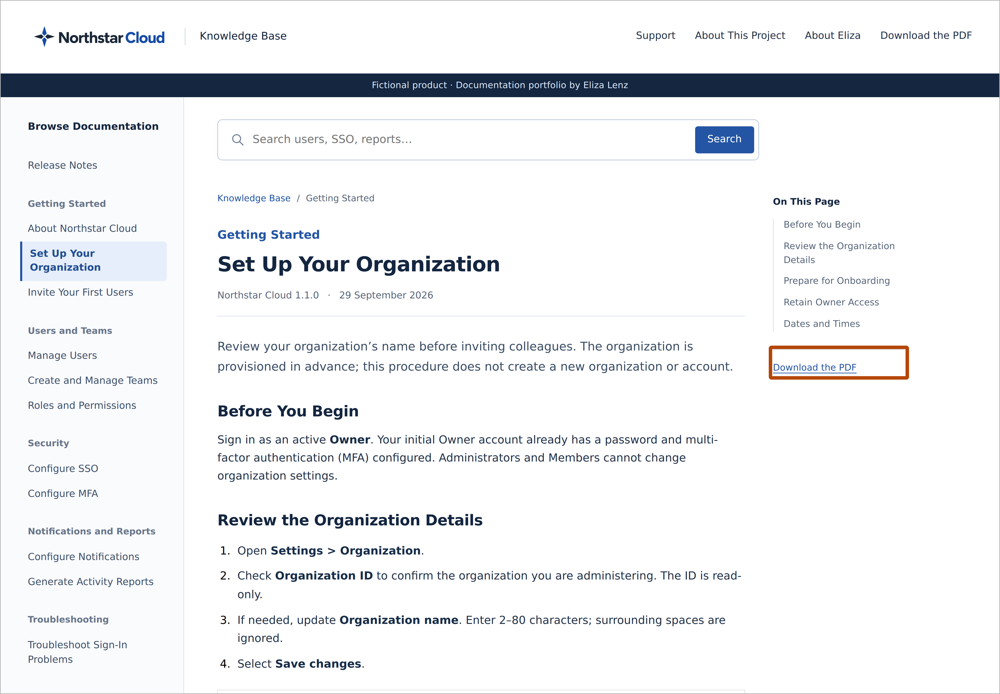 Northstar Cloud
Knowledge Base
Support
About This Project
About Eliza
Download the PDF
Fictional product · Documentation portfolio by Eliza Lenz
Browse Documentation
Release Notes
Getting Started
About Northstar Cloud
Set Up Your
Organization
Invite Your First Users
Users and Teams
Manage Users
Create and Manage Teams
Roles and Permissions
Security
Configure SSO
Configure MFA
Notifications and Reports
Configure Notifications
Generate Activity Reports
Troubleshooting
Troubleshoot Sign-In
Problems
Search users, SSO, reports…
Search
Knowledge Base / Getting Started
Getting Started
Set Up Your Organization
Northstar Cloud 1.1.0 · 29 September 2026
Review your organization’s name before inviting colleagues. The organization is
provisioned in advance; this procedure does not create a new organization or account.
Before You Begin
Sign in as an active Owner. Your initial Owner account already has a password and multi-
factor authentication (MFA) configured. Administrators and Members cannot change
organization settings.
Review the Organization Details
1. Open Settings > Organization.
2. Check Organization ID to confirm the organization you are administering. The ID is read-
only.
3. If needed, update Organization name. Enter 2–80 characters; surrounding spaces are
ignored.
4. Select Save changes.
On This Page
Before You Begin
Review the Organization
Details
Prepare for Onboarding
Retain Owner Access
Dates and Times
Download the PDF